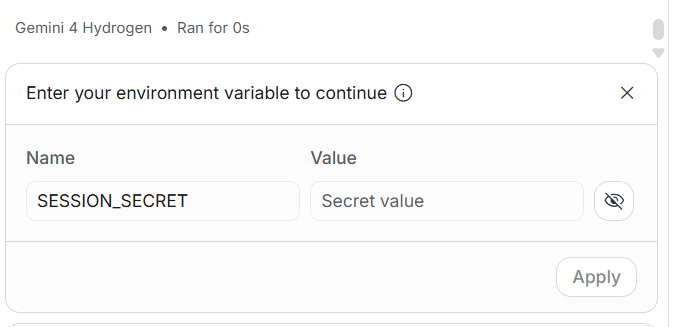 Gemini 4 Hydrogen • Ran for 0s
Enter your environment variable to continue
Name Value
SESSION_SECRET Secret value
Apply